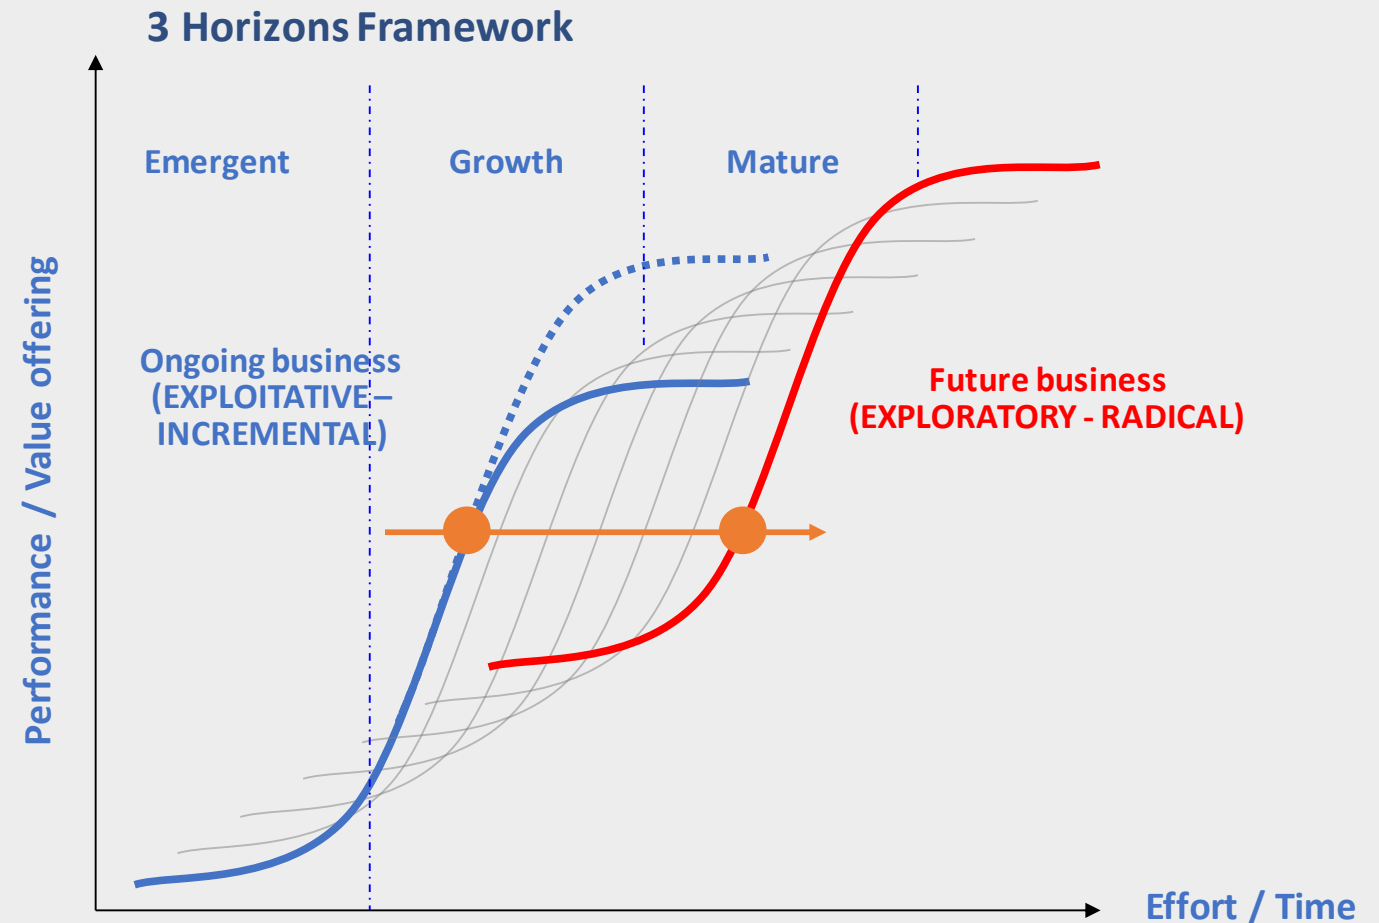 3 Horizons Framework
Emergent
Growth
Mature
Performance / Value offering
Ongoing business
(EXPLOITATIVE –
INCREMENTAL)
Future business
(EXPLORATORY - RADICAL)
Effort / Time